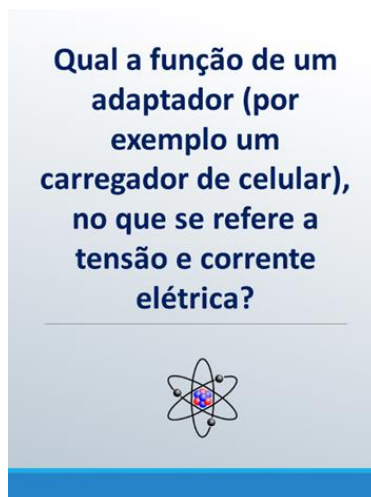 Qual a função de um
adaptador (por
exemplo um
carregador de celular),
no que se refere a
tensão e corrente
elétrica?